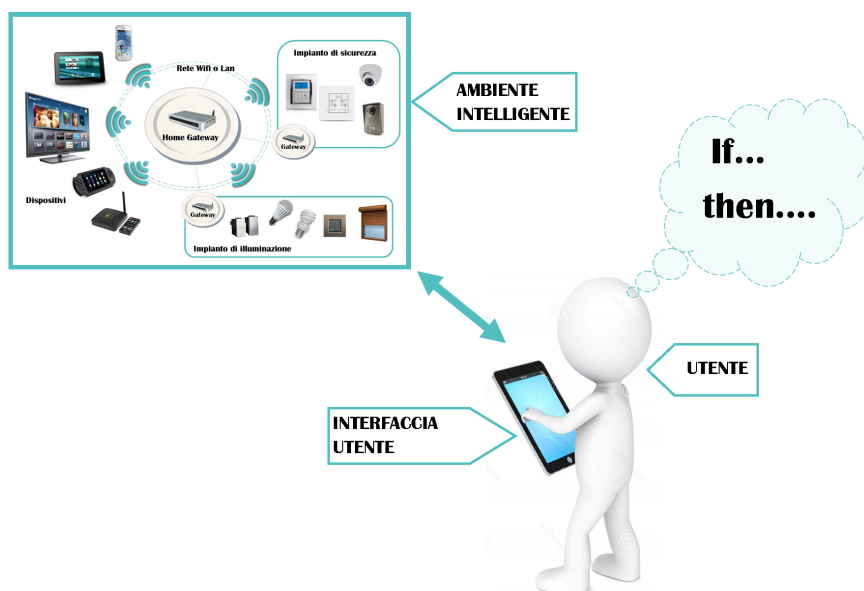 Impianto di sicurezza
Rete Wifi o Lan
Home Gateway
Gateway
Dispositivi
Gateway
Impianto di illuminazione
AMBIENTE
INTELLIGENTE
If...
then....
UTENTE
INTERFACCIA
UTENTE